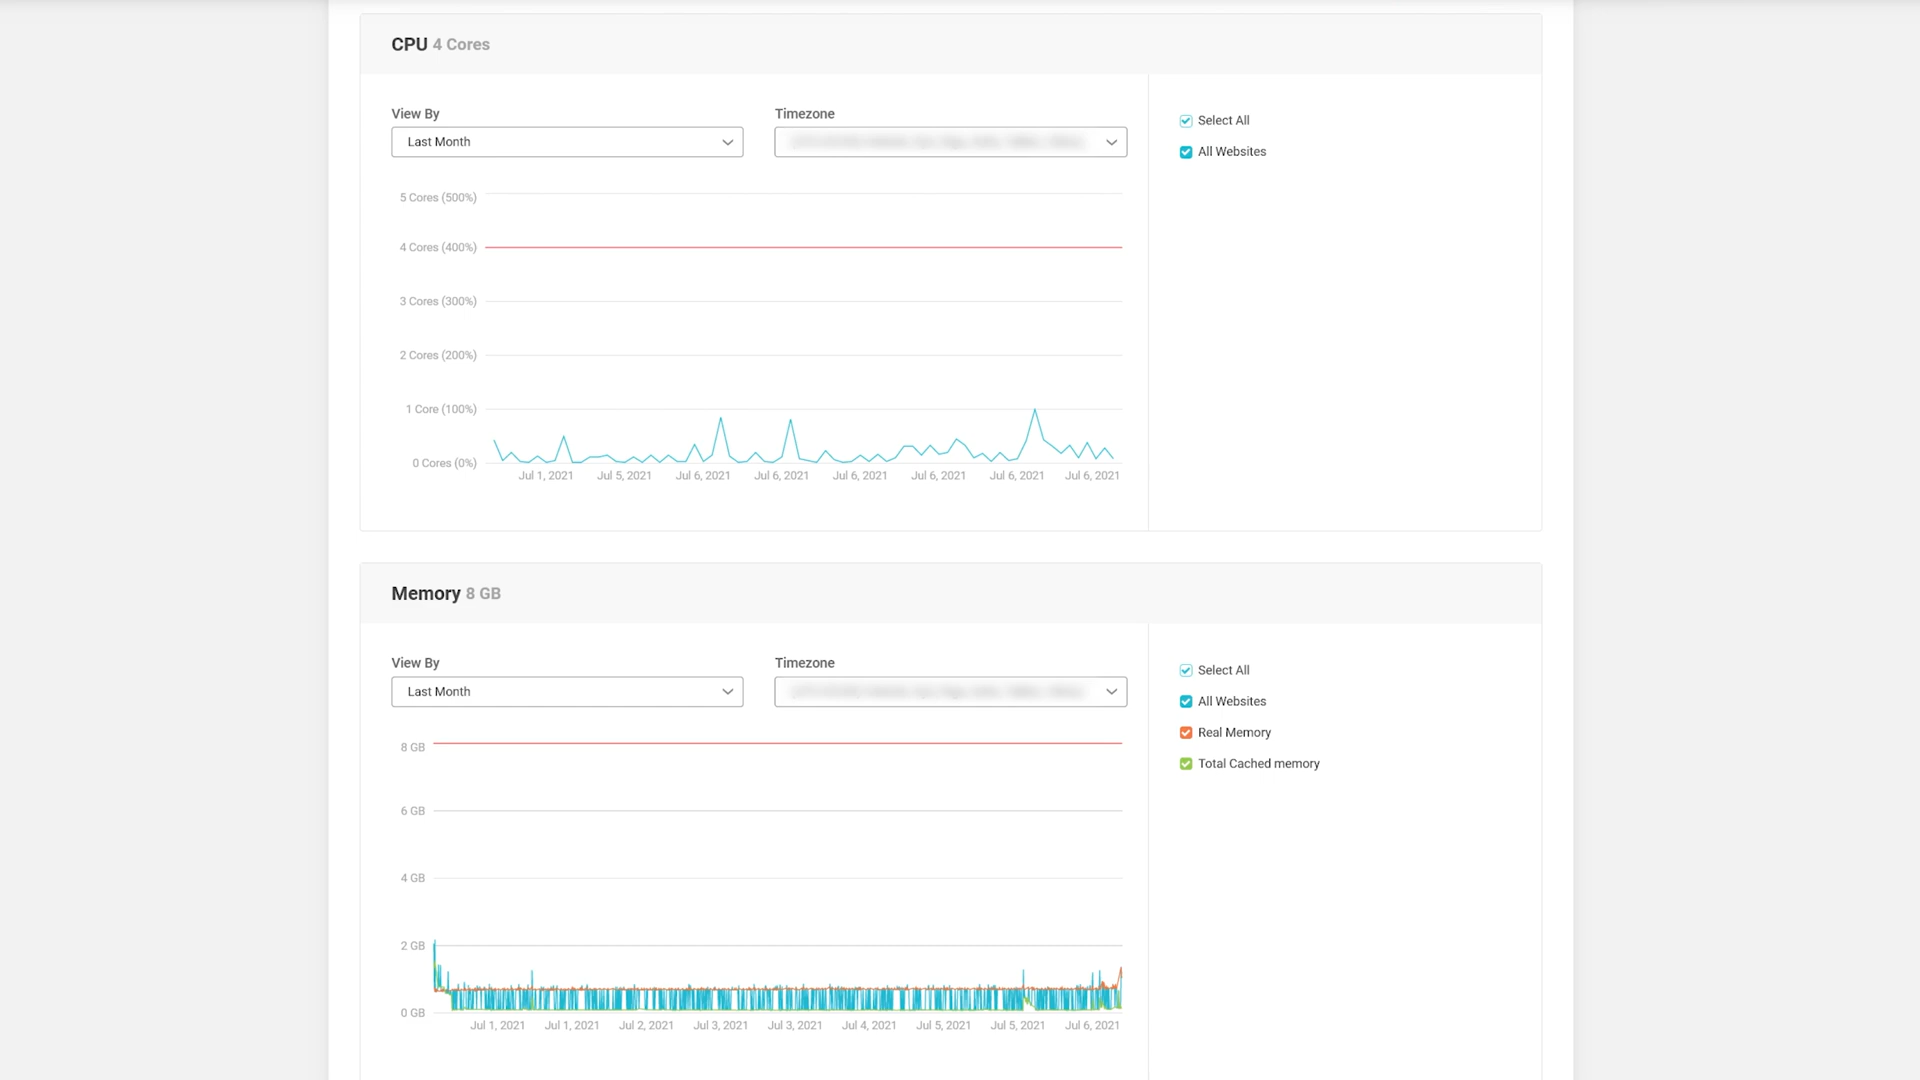 CPU 4 Cores
View By
Timezone
Last Month
Select All
All Websites
5 Cores (500%)
4 Cores (400%)
3 Cores (300%)
2 Cores (200%)
1 Core (100%)
0 Cores (0%)
Jul 1, 2021 Jul 5, 2021 Jul 6, 2021 Jul 6, 2021 Jul 6, 2021 Jul 6, 2021 Jul 6, 2021 Jul 6, 2021
Memory 8 GB
View By
Timezone
Last Month
Select All
All Websites
Real Memory
Total Cached memory
8 GB
6 GB
4 GB
2 GB
0 GB
Jul 1, 2021 Jul 1, 2021 Jul 2, 2021 Jul 3, 2021 Jul 3, 2021 Jul 4, 2021 Jul 5, 2021 Jul 5, 2021 Jul 6, 2021